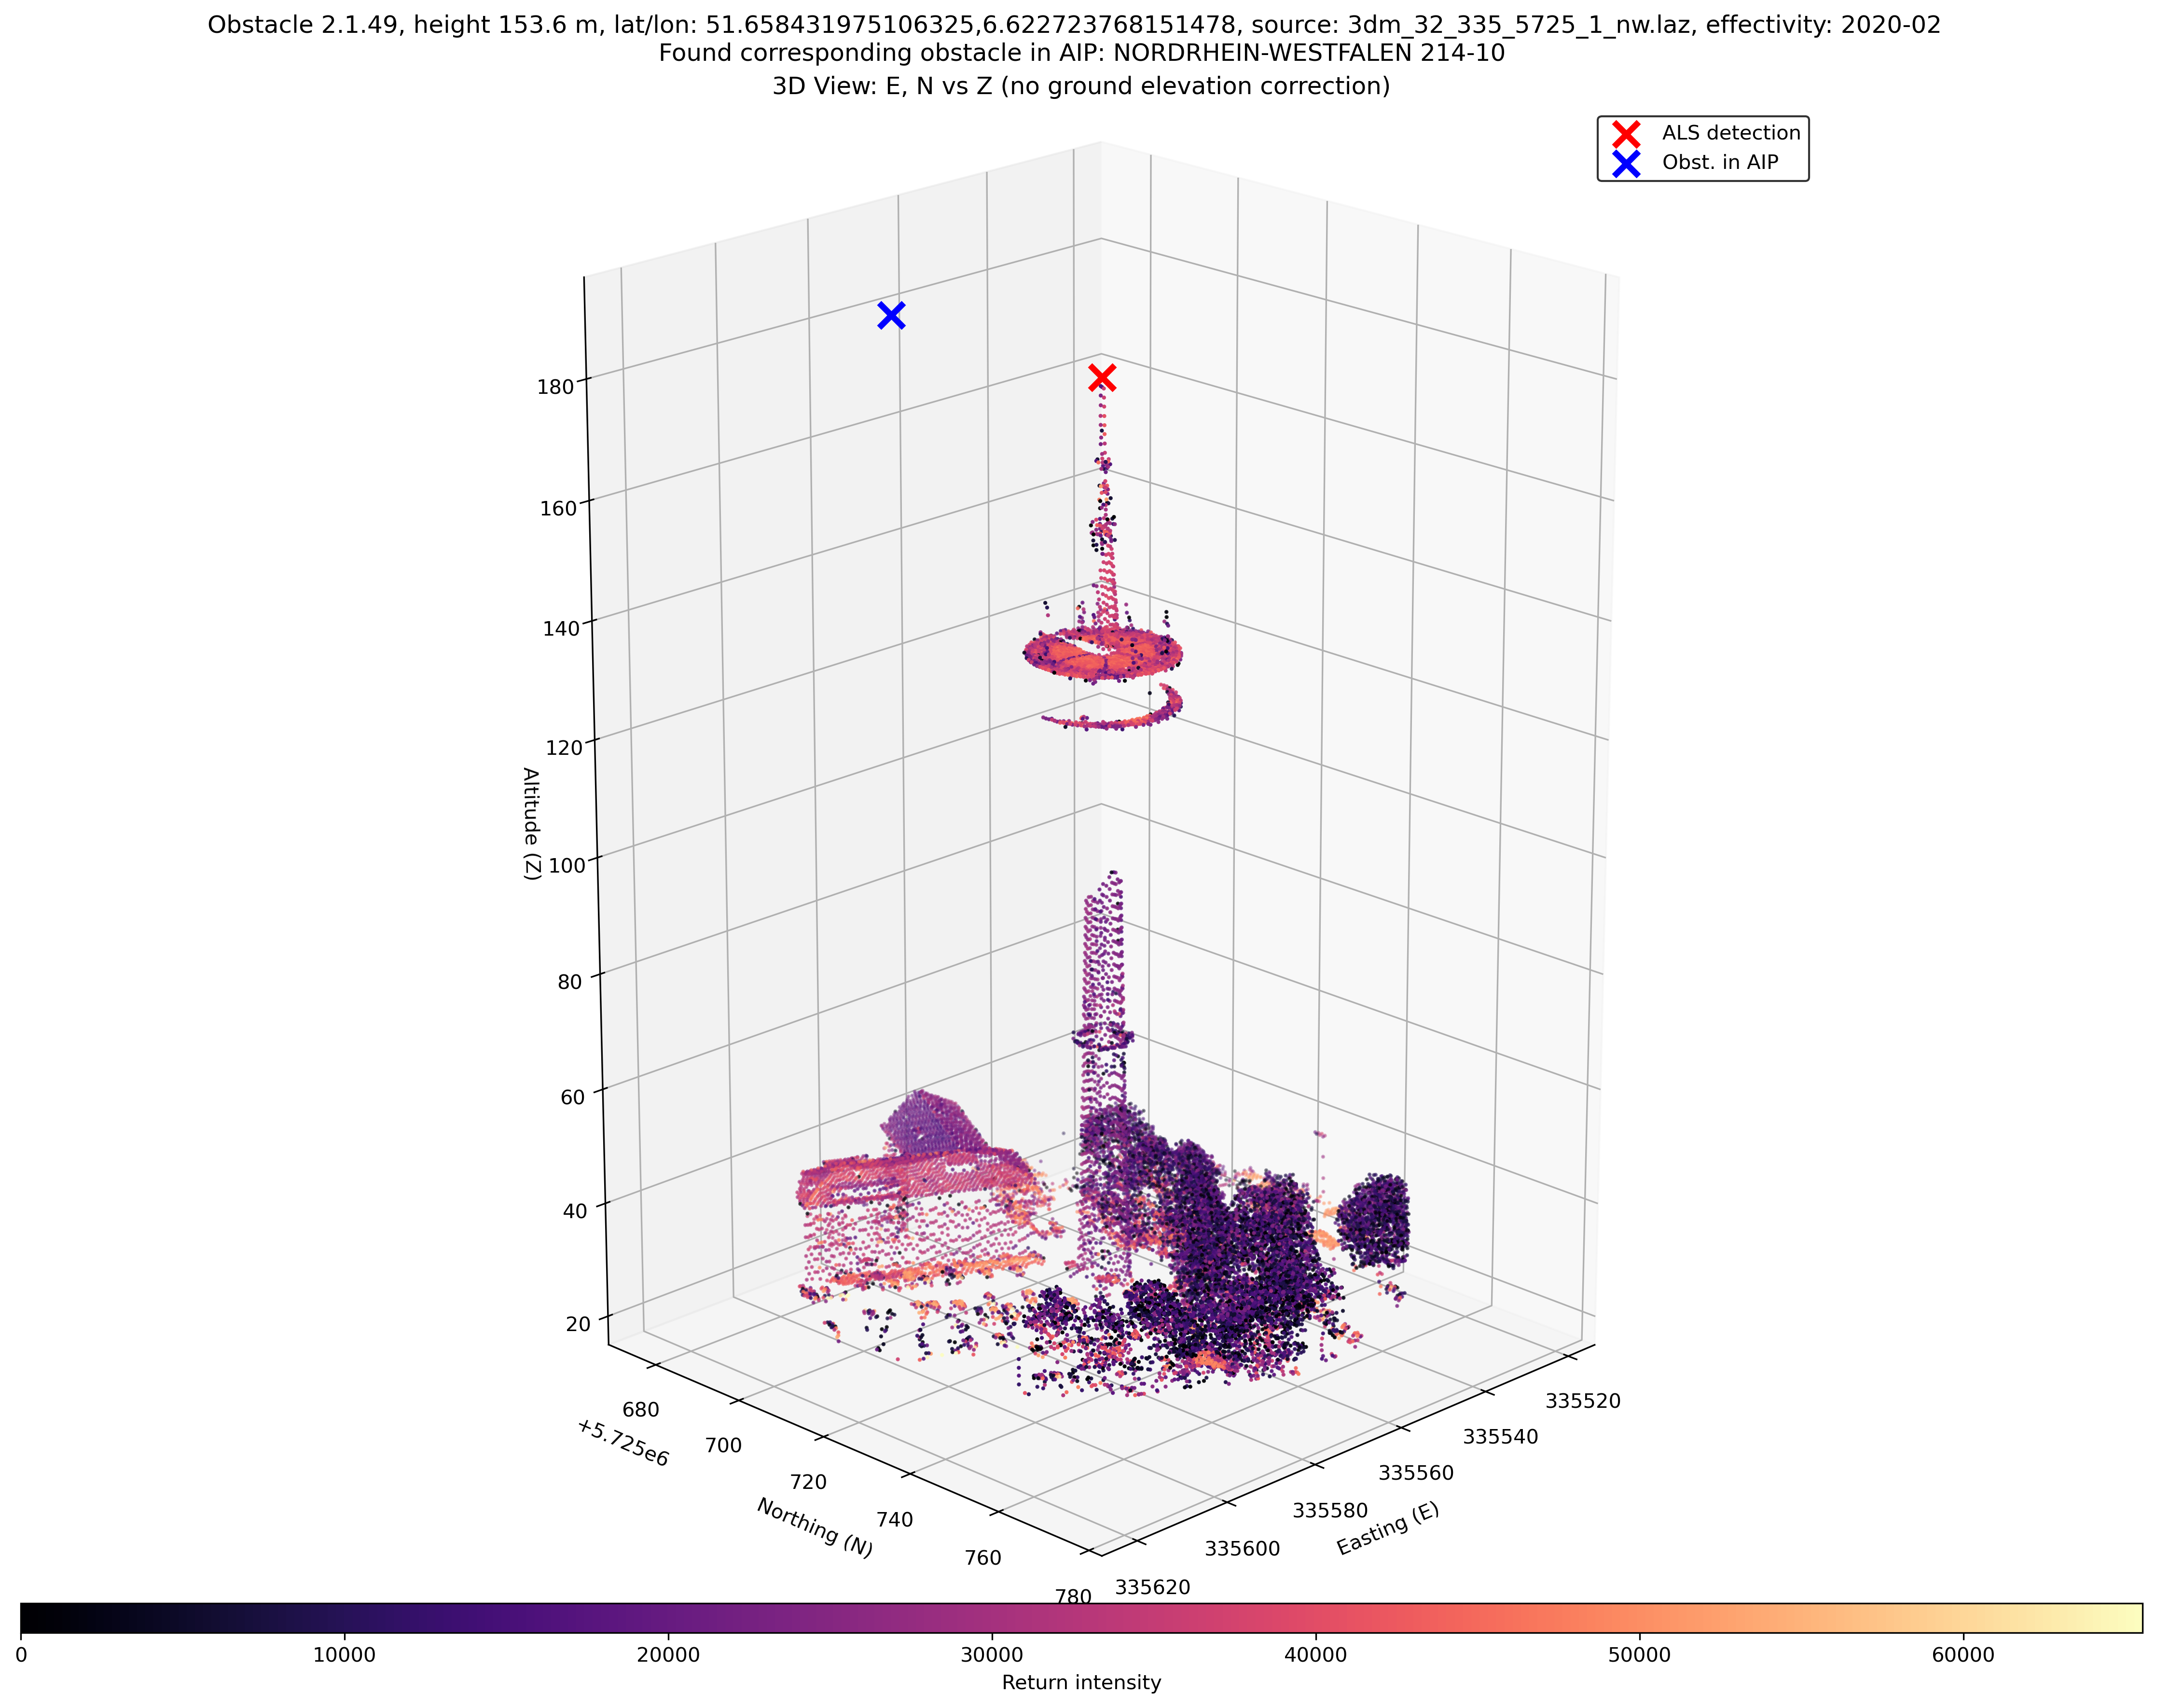 Obstacle 2.1.49, height 153.6 m, lat/lon: 51.658431975106325,6.622723768151478, source: 3dm_32_335_5725_1_nw.laz, effectivity: 2020-02
Found corresponding obstacle in AIP: NORDRHEIN-WESTFALEN 214-10
3D View: E, N vs Z (no ground elevation correction)
ALS detection
Obst. in AIP
180
160
140
120
100
80
60
40
20
Altitude (Z)
680
700
720
740
760
780
+5.725e6
Northing (N)
335520
335540
335560
335580
335600
335620
Easting (E)
0
10000
20000
30000
40000
50000
60000
Return intensity